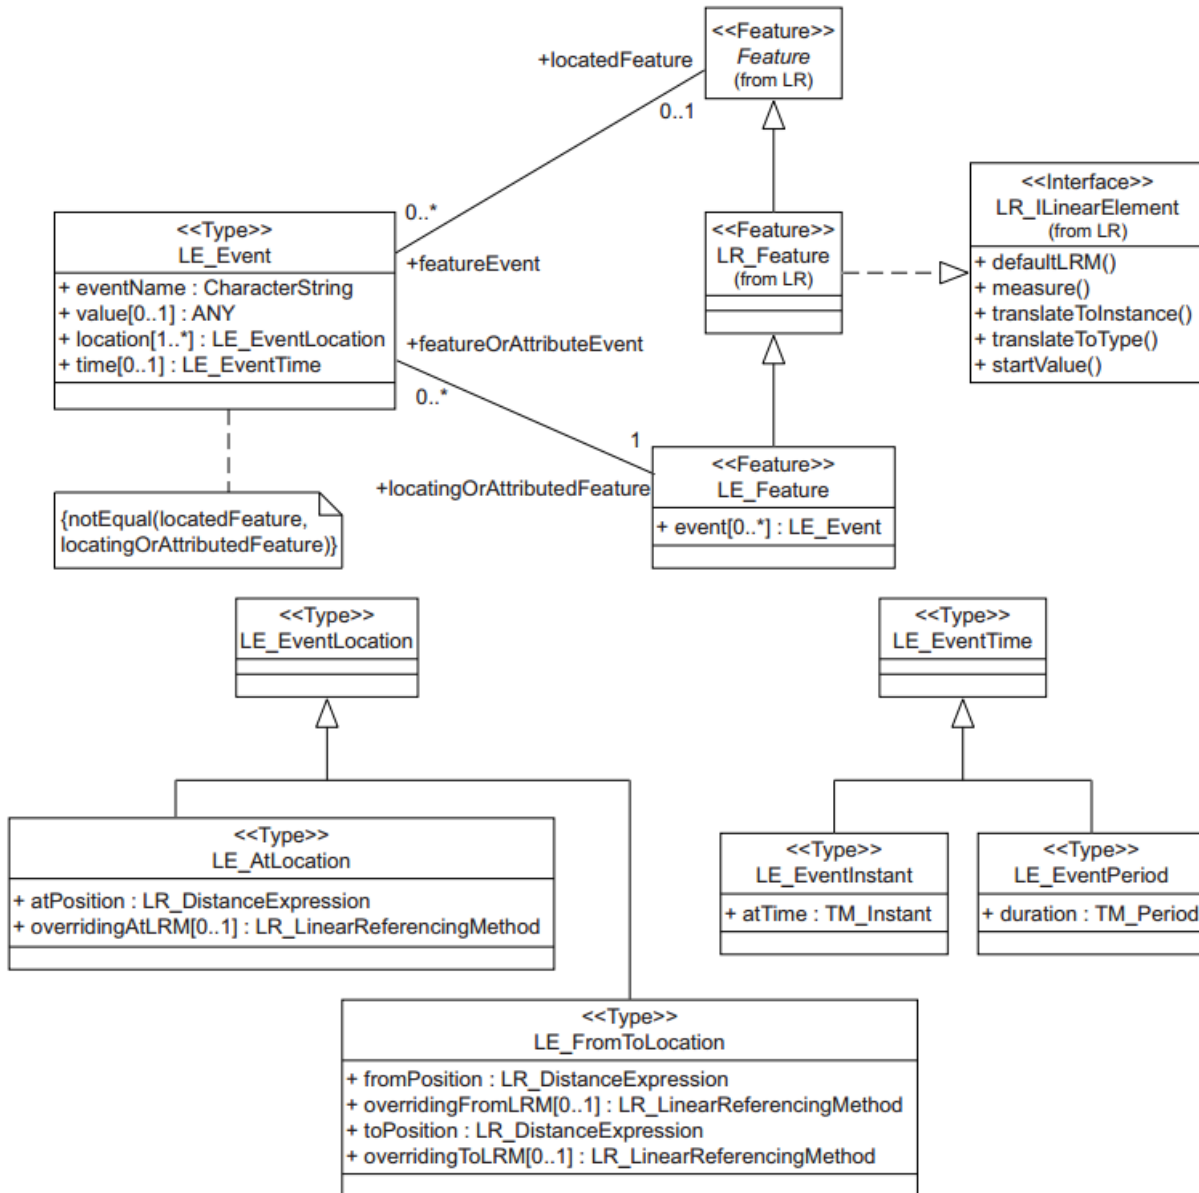 <<Feature>>
Feature
(from LR)
+locatedFeature
0..1
<<Interface>>
LR_ILinearElement
(from LR)
+ defaultLRM()
+ measure()
+ translateToInstance()
+ translateToType()
+ startValue()
0..*
<<Type>>
LE_Event
+ eventName : CharacterString
+ value[0..1] : ANY
+ location[1..*] : LE_EventLocation
+ time[0..1] : LE_EventTime
<<Feature>>
LR_Feature
(from LR)
+featureEvent
+featureOrAttributeEvent
0..*
1
+locatingOrAttributedFeature
<<Feature>>
LE_Feature
+ event[0..*] : LE_Event
{notEqual(locatedFeature,
locatingOrAttributedFeature)}
<<Type>>
LE_EventLocation
<<Type>>
LE_EventTime
<<Type>>
LE_AtLocation
+ atPosition : LR_DistanceExpression
+ overridingAtLRM[0..1] : LR_LinearReferencingMethod
<<Type>>
LE_EventInstant
+ atTime : TM_Instant
<<Type>>
LE_EventPeriod
+ duration : TM_Period
<<Type>>
LE_FromToLocation
+ fromPosition : LR_DistanceExpression
+ overridingFromLRM[0..1] : LR_LinearReferencingMethod
+ toPosition : LR_DistanceExpression
+ overridingToLRM[0..1] : LR_LinearReferencingMethod